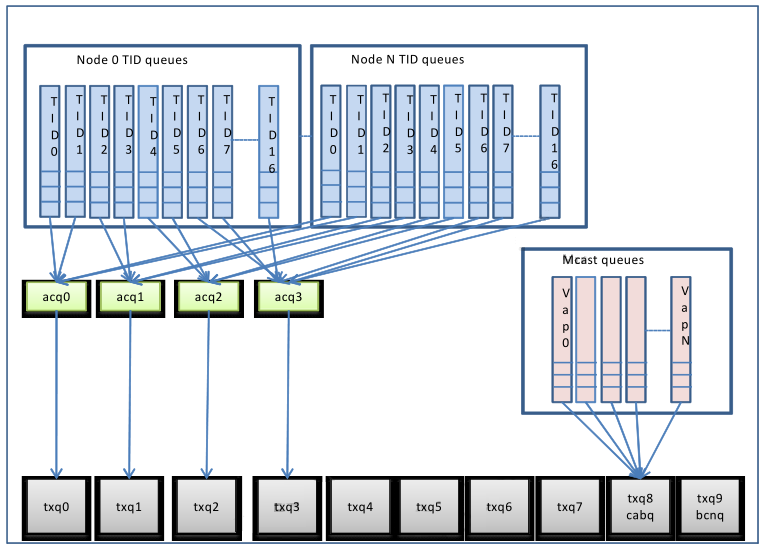 Node 0 TID queues
Node N TID queues
TID0
TID1
TID2
TID3
TID4
TID5
TID6
TID7
TID16
TID0
TID1
TID2
TID3
TID4
TID5
TID6
TID7
TID16
Mcast queues
Vap0
VapN
acq0
acq1
acq2
acq3
txq0
txq1
txq2
txq3
txq4
txq5
txq6
txq7
txq8
cabq
txq9
bcnq